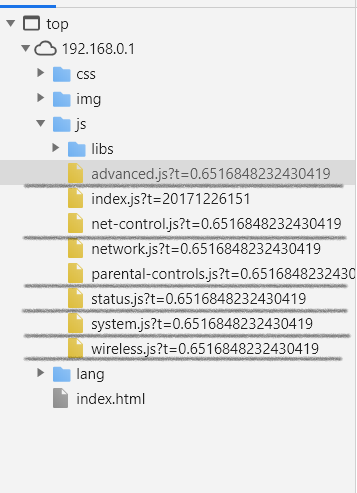 top
192.168.0.1
css
img
js
libs
advanced.js?t=0.6516848232430419
index.js?t=20171226151
net-control.js?t=0.6516848232430419
network.js?t=0.6516848232430419
parental-controls.js?t=0.6516848232430
status.js?t=0.6516848232430419
system.js?t=0.6516848232430419
wireless.js?t=0.6516848232430419
lang
index.html